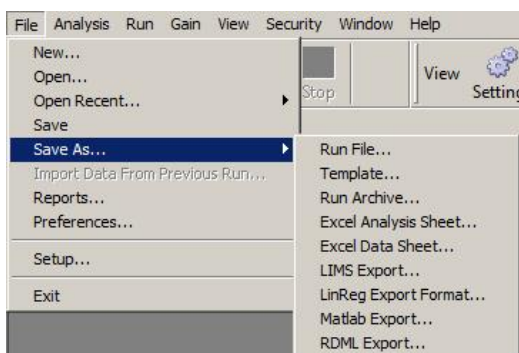 File Analysis Run Gain View Security Window Help
New...
Open...
Open Recent...
Save
Save As...
Import Data From Previous Run...
Reports...
Preferences...
Setup...
Exit
Stop
View
Setting
Run File...
Template...
Run Archive...
Excel Analysis Sheet...
Excel Data Sheet...
LIMS Export...
LinReg Export Format...
Matlab Export...
RDML Export...